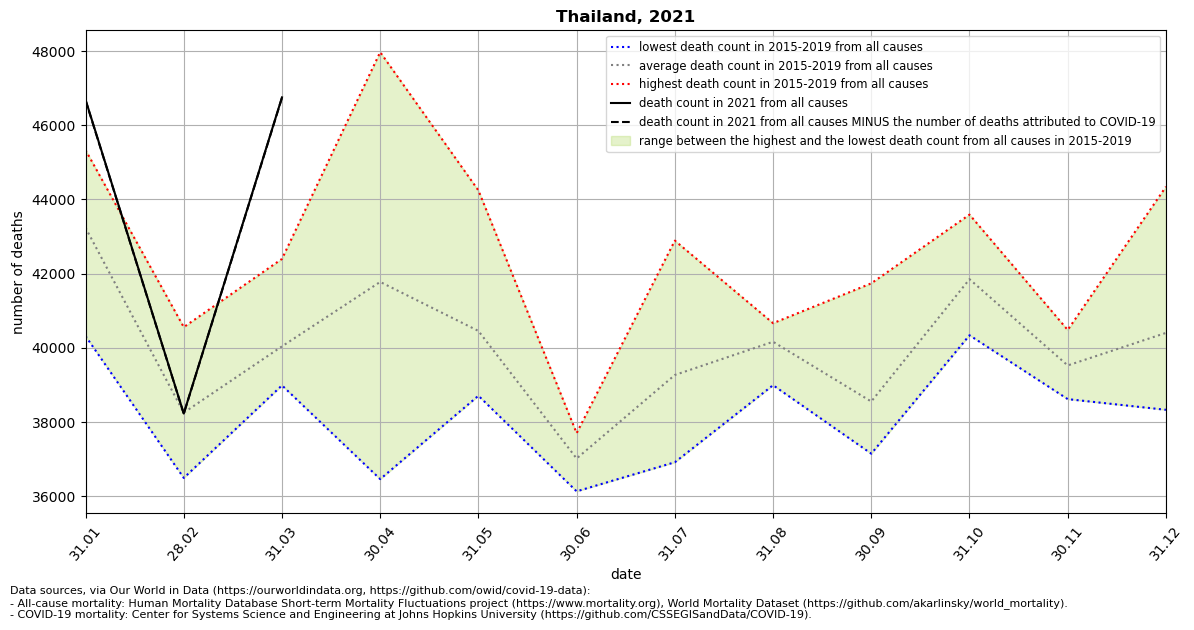 Thailand, 2021
lowest death count in 2015-2019 from all causes
average death count in 2015-2019 from all causes
highest death count in 2015-2019 from all causes
death count in 2021 from all causes
death count in 2021 from all causes MINUS the number of deaths attributed to COVID-19
range between the highest and the lowest death count from all causes in 2015-2019
number of deaths
48000
46000
44000
42000
40000
38000
36000
31.01
28.02
31.03
30.04
31.05
30.06
31.07
31.08
30.09
31.10
30.11
31.12
date
Data sources, via Our World in Data (https://ourworldindata.org, https://github.com/owid/covid-19-data):
- All-cause mortality: Human Mortality Database Short-term Mortality Fluctuations project (https://www.mortality.org), World Mortality Dataset (https://github.com/akarlinsky/world_mortality).
- COVID-19 mortality: Center for Systems Science and Engineering at Johns Hopkins University (https://github.com/CSSEGISandData/COVID-19).